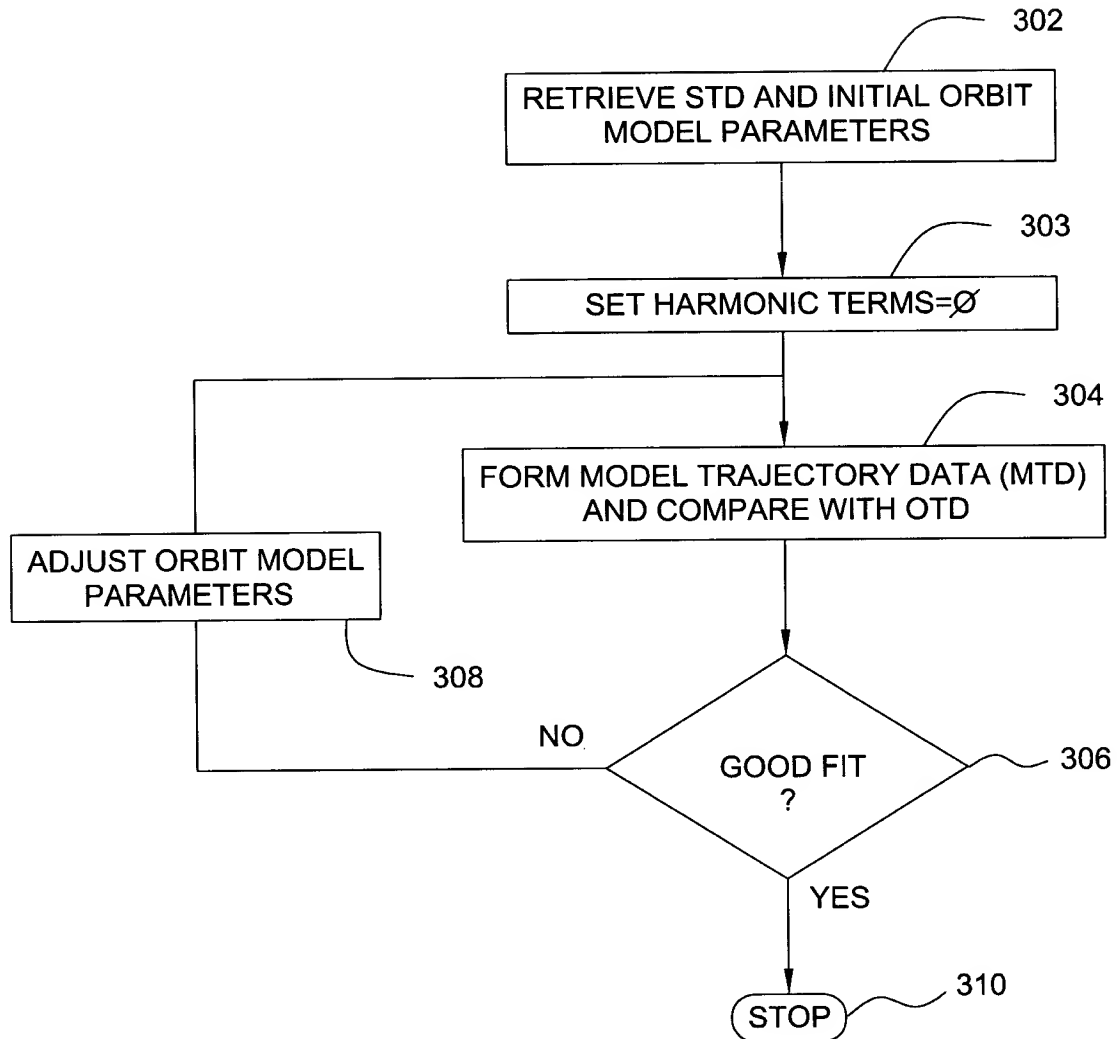 302
RETRIEVE STD AND INITIAL ORBIT
MODEL PARAMETERS
303
SET HARMONIC TERMS=Ø
304
FORM MODEL TRAJECTORY DATA (MTD)
AND COMPARE WITH OTD
ADJUST ORBIT MODEL
PARAMETERS
308
NO
GOOD FIT
?
306
YES
310
STOP